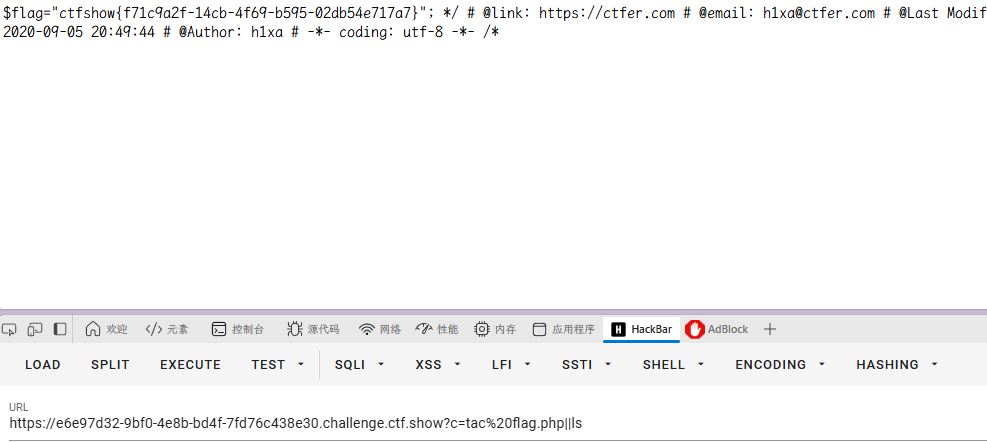 $flag="ctfshow{f71c9a2f-14cb-4f69-b595-02db54e717a7}"; */ # @link: https://ctfer.com # @email: h1xa@ctfer.com # @Last Modif
2020-09-05 20:49:44 # @Author: h1xa # -*- coding: utf-8 -*- /*
欢迎 </> 元素 控制台 源代码 网络 性能 内存 应用程序 H HackBar AdBlock +
LOAD SPLIT EXECUTE TEST SQLI XSS LFI SSTI SHELL ENCODING HASHING
URL
https://e6e97d32-9bf0-4e8b-bd4f-7fd76c438e30.challenge.ctf.show?c=tac%20flag.php||ls